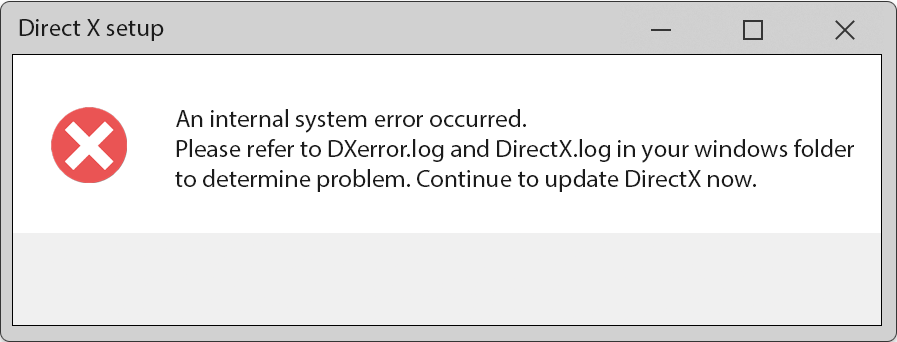 Direct X setup
An internal system error occurred.
Please refer to DXerror.log and DirectX.log in your windows folder
to determine problem. Continue to update DirectX now.